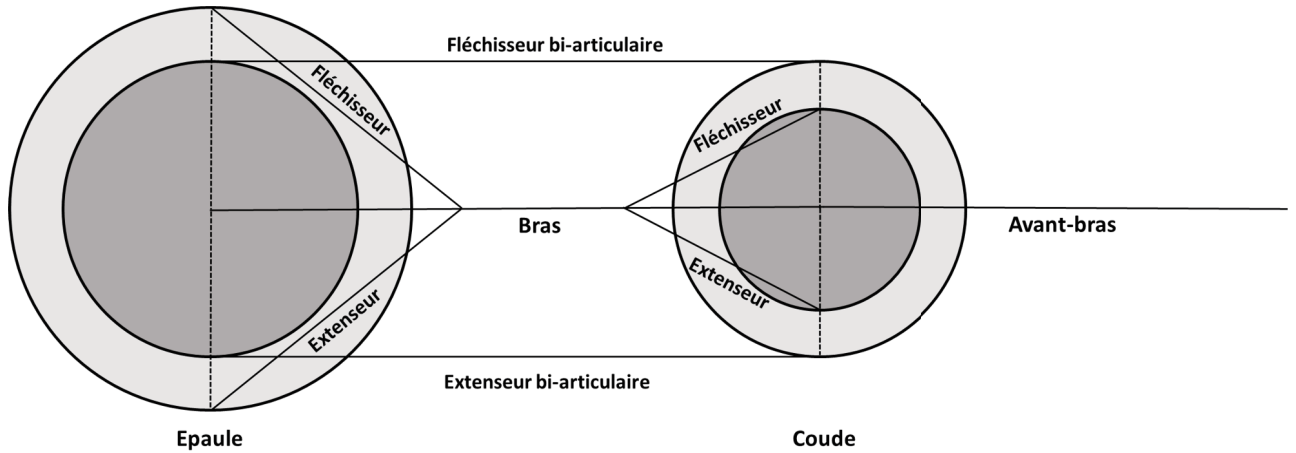 Fléchisseur bi-articulaire
Fléchisseur
Fléchisseur
Bras
Avant-bras
Extenseur
Extenseur
Extenseur bi-articulaire
Epaule
Coude